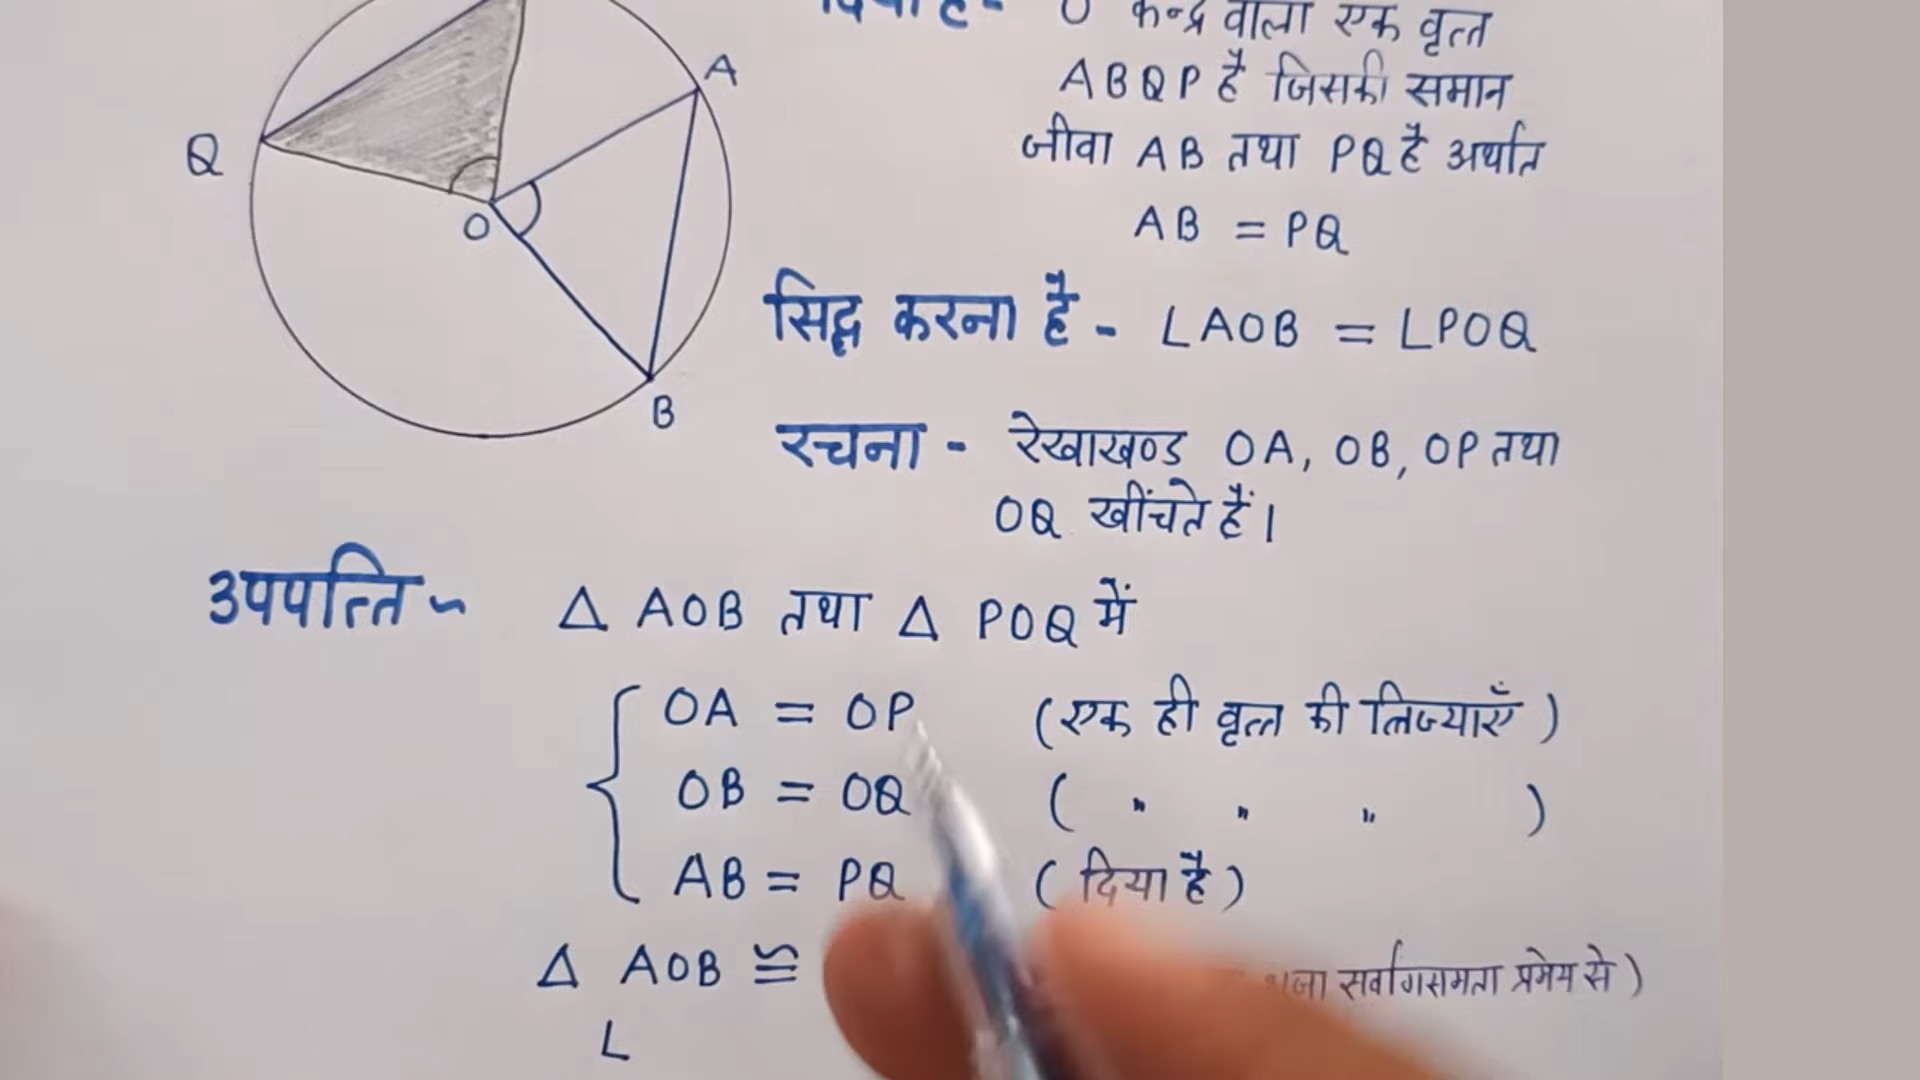 O केन्द्र वाला एक वृत्त
A
ABQP है जिसकी समान
Q
जीवा AB तथा PQ है अर्थात
O
AB = PQ
सिद्ध करना है - ∠AOB = ∠POQ
B
रचना - रेखाखण्ड OA, OB, OP तथा
OQ खींचते हैं।
उपपत्ति - Δ AOB तथा Δ POQ में
OA = OP (एक ही वृत्त की त्रिज्याएँ )
OB = OQ ( " " " )
AB = PQ ( दिया है )
Δ AOB ≅ सर्वांगसमता प्रमेय से )
∠